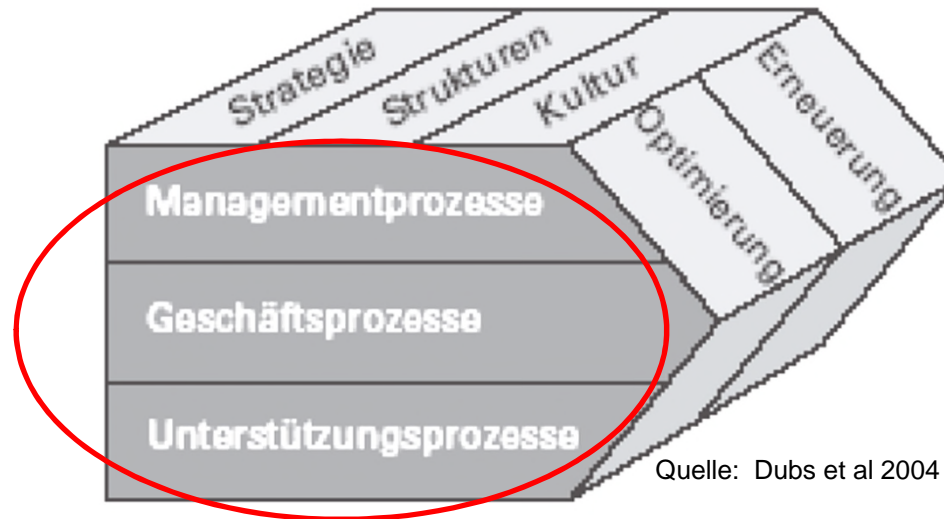 Strategie
Strukturen
Kultur
Optimierung
Erneuerung
Managementprozesse
Geschäftsprozesse
Unterstützungsprozesse
Quelle: Dubs et al 2004